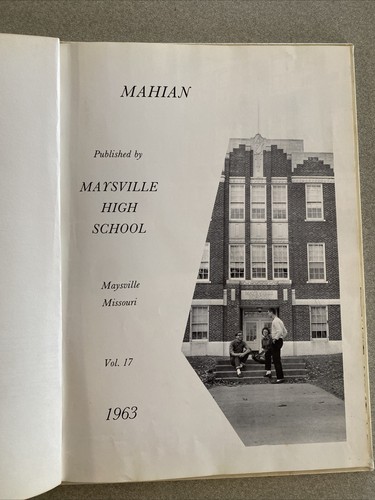 MAHIAN
Published by
MAYSVILLE
HIGH
SCHOOL
Maysville
Missouri
Vol. 17
1963